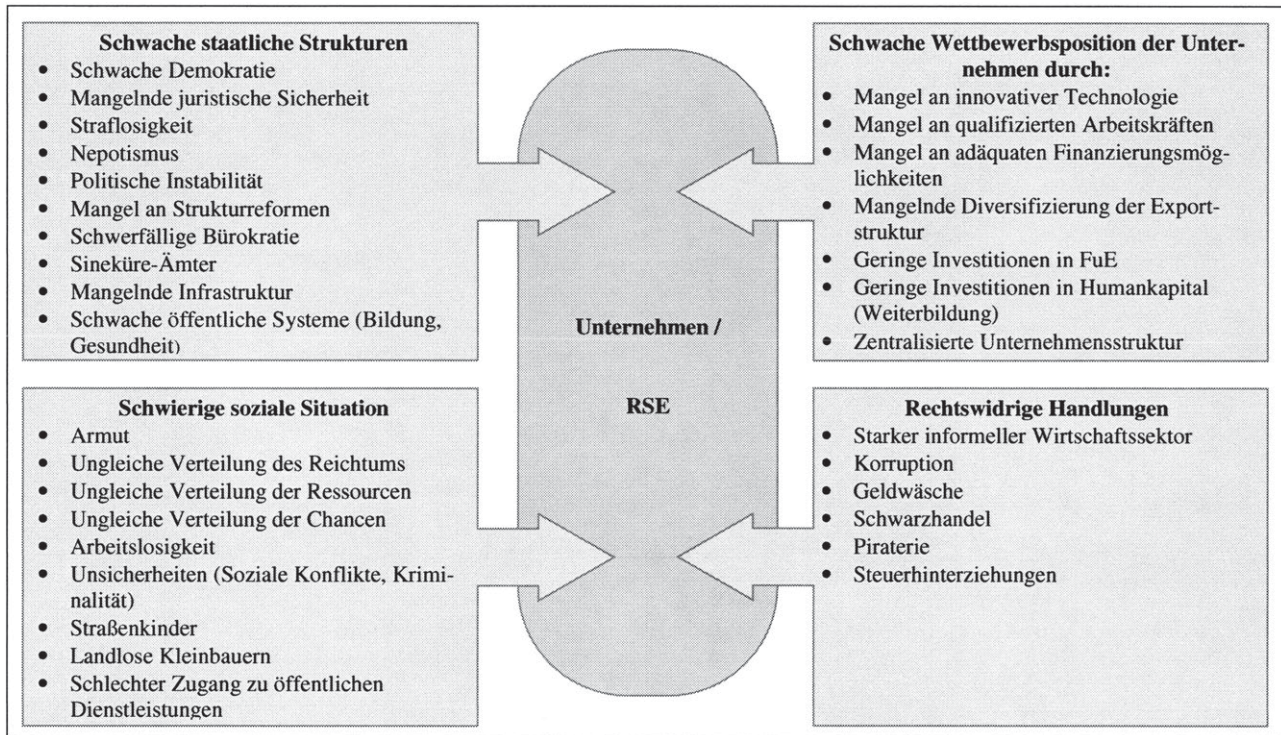 Schwache staatliche Strukturen
• Schwache Demokratie
• Mangelnde juristische Sicherheit
• Straflosigkeit
• Nepotismus
• Politische Instabilität
• Mangel an Strukturreformen
• Schwerfällige Bürokratie
• Sineküre-Ämter
• Mangelnde Infrastruktur
• Schwache öffentliche Systeme (Bildung,
Gesundheit)
Schwache Wettbewerbsposition der Unter-
nehmen durch:
• Mangel an innovativer Technologie
• Mangel an qualifizierten Arbeitskräften
• Mangel an adäquaten Finanzierungsmög-
lichkeiten
• Mangelnde Diversifizierung der Export-
struktur
• Geringe Investitionen in FuE
• Geringe Investitionen in Humankapital
(Weiterbildung)
• Zentralisierte Unternehmensstruktur
Unternehmen /
RSE
Schwierige soziale Situation
• Armut
• Ungleiche Verteilung des Reichtums
• Ungleiche Verteilung der Ressourcen
• Ungleiche Verteilung der Chancen
• Arbeitslosigkeit
• Unsicherheiten (Soziale Konflikte, Krimi-
nalität)
• Straßenkinder
• Landlose Kleinbauern
• Schlechter Zugang zu öffentlichen
Dienstleistungen
Rechtswidrige Handlungen
• Starker informeller Wirtschaftssektor
• Korruption
• Geldwäsche
• Schwarzhandel
• Piraterie
• Steuerhinterziehungen